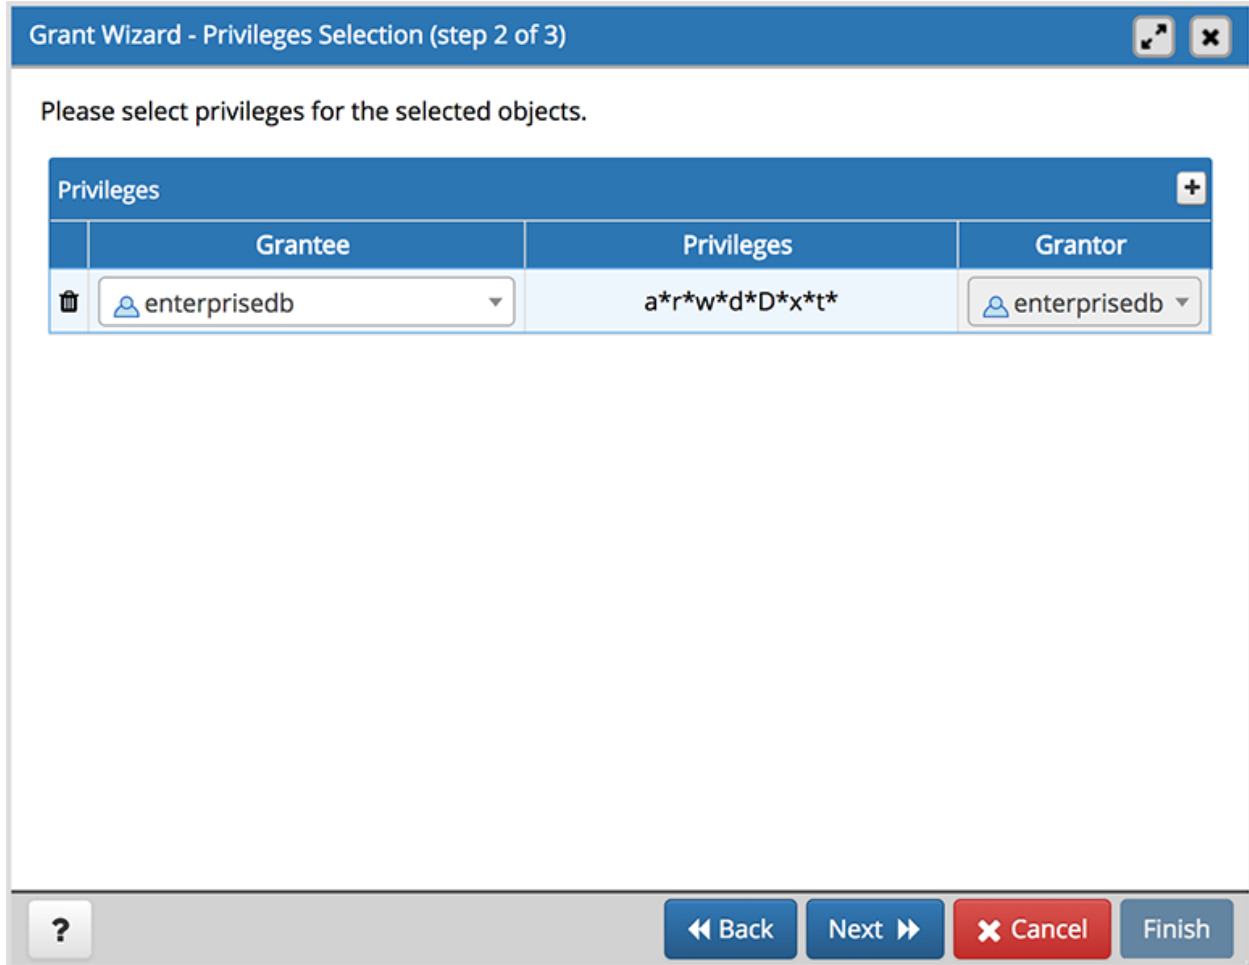 Grant Wizard - Privileges Selection (step 2 of 3)
Please select privileges for the selected objects.
Privileges
Grantee Privileges Grantor
enterprisedb a*r*w*d*D*x*t* enterprisedb
? Back Next Cancel Finish